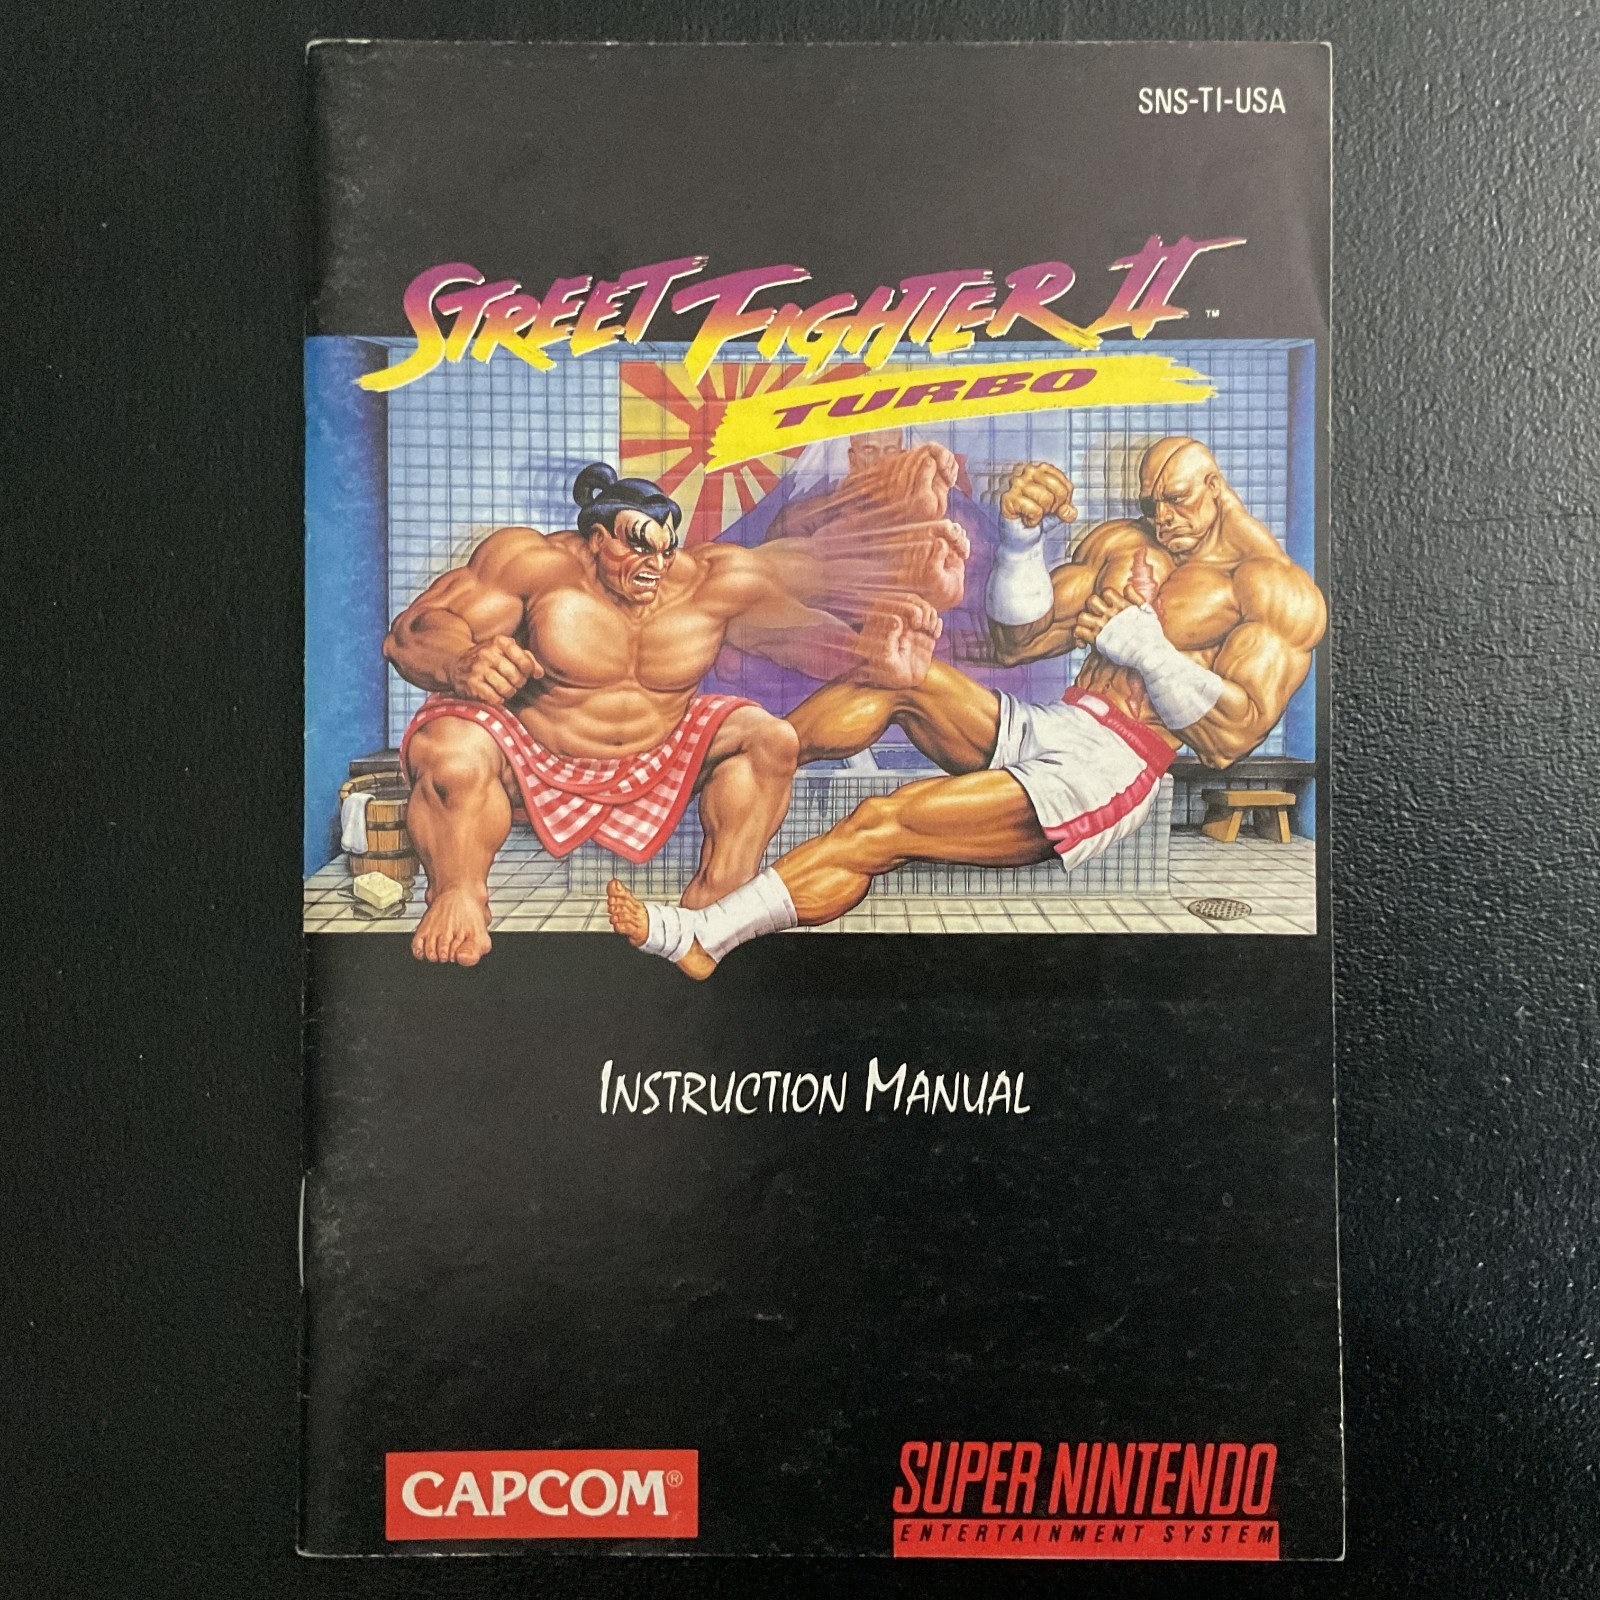 SNS-TI-USA
STREET FIGHTER II ™
TURBO
INSTRUCTION MANUAL
CAPCOM®
SUPER NINTENDO
ENTERTAINMENT SYSTEM